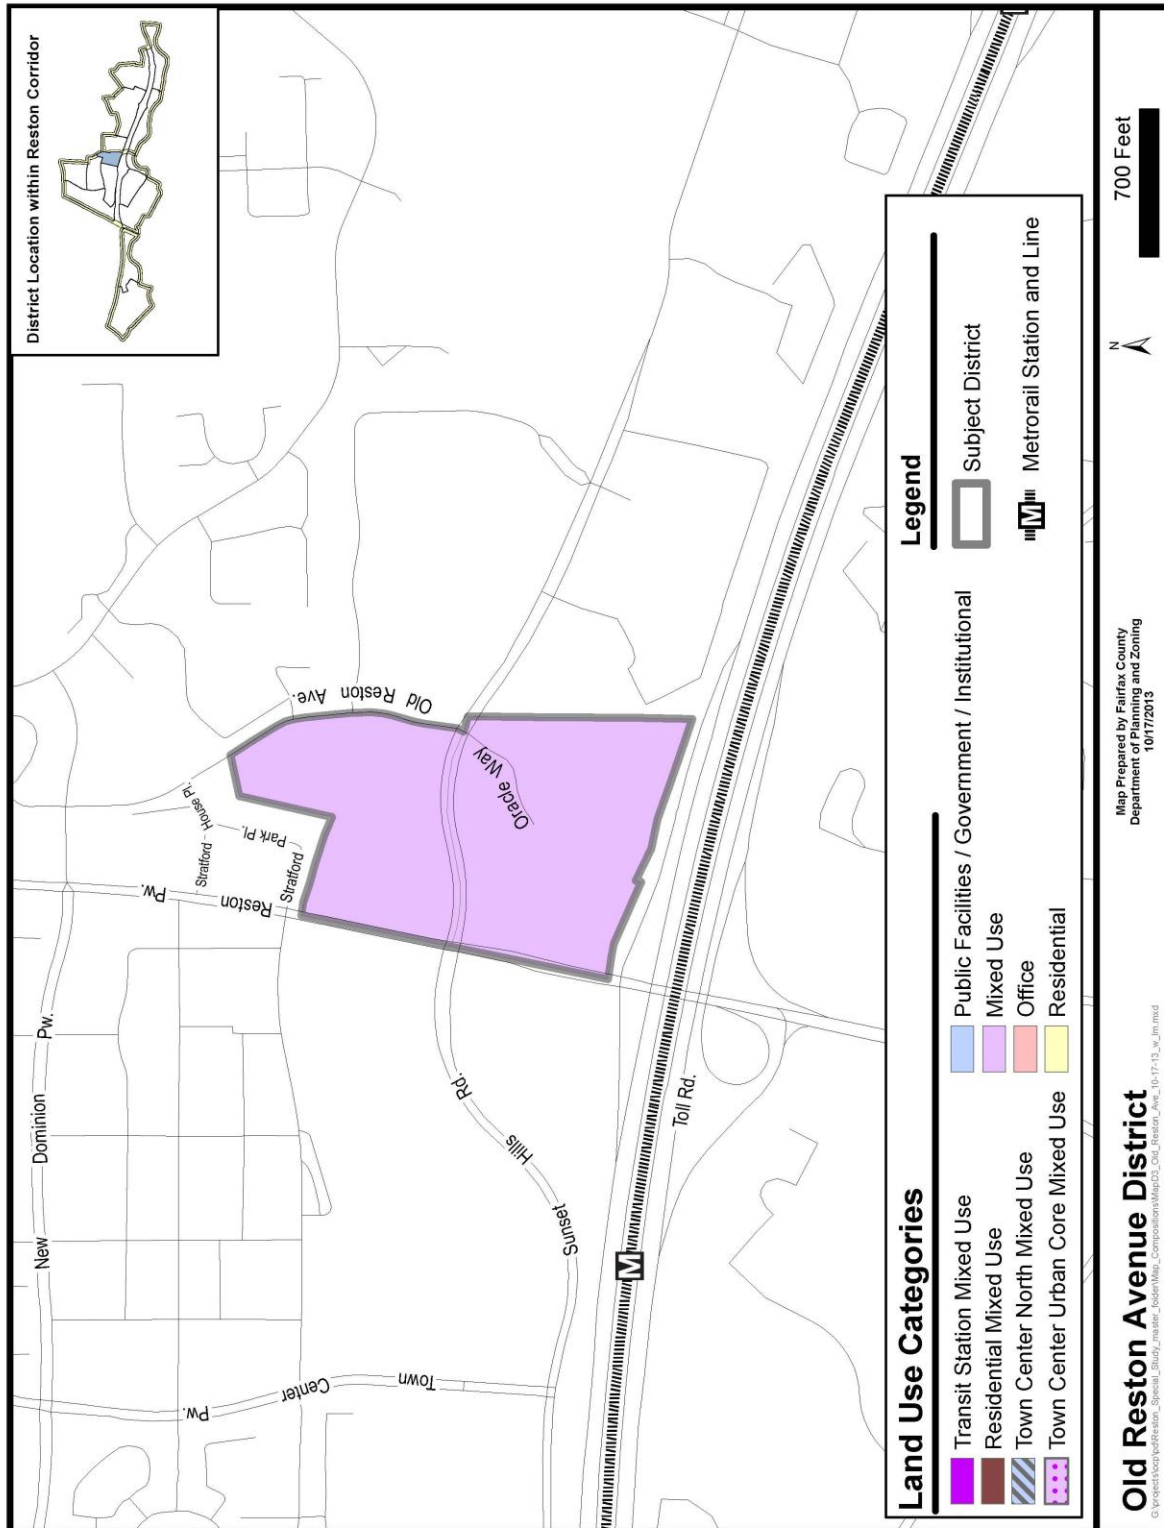 District Location within Reston Corridor
New Dominion Pw.
Reston Pw.
Stratford House Pl.
Stratford Park Pl.
Old Reston Ave.
Oracle Way
Town Center Pw.
Sunset Hills Rd.
M
Toll Rd.
Land Use Categories
Transit Station Mixed Use
Residential Mixed Use
Town Center North Mixed Use
Town Center Urban Core Mixed Use
Public Facilities / Government / Institutional
Mixed Use
Office
Residential
Legend
Subject District
M Metrorail Station and Line
Old Reston Avenue District
Map Prepared by Fairfax County
Department of Planning and Zoning
10/17/2013
N
700 Feet